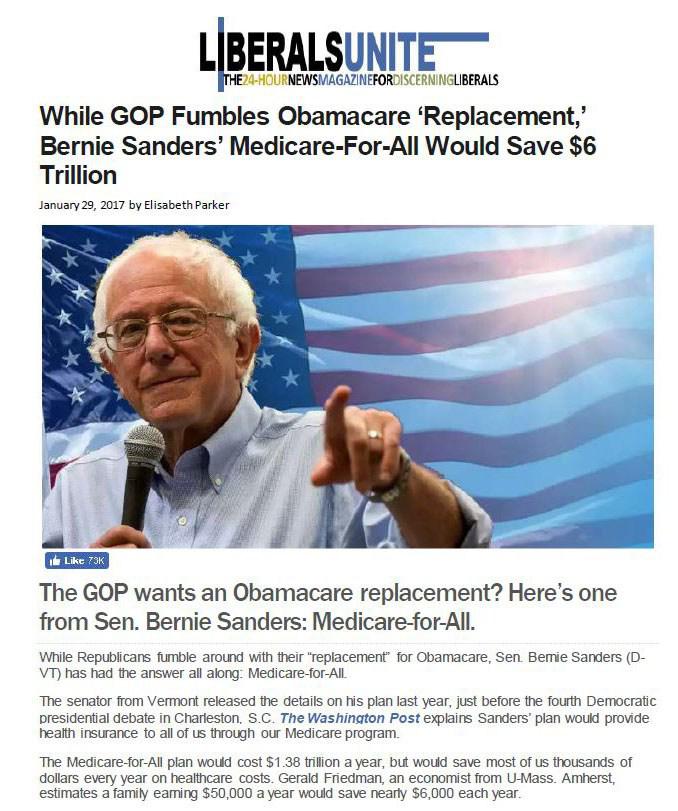 LIBERALSUNITE
THE24-HOURNEWSMAGAZINEFORDISCERNINGLIBERALS
While GOP Fumbles Obamacare ‘Replacement,’
Bernie Sanders’ Medicare-For-All Would Save $6
Trillion
January 29, 2017 by Elisabeth Parker
Like 73K
The GOP wants an Obamacare replacement? Here’s one
from Sen. Bernie Sanders: Medicare-for-All.
While Republicans fumble around with their “replacement” for Obamacare, Sen. Bernie Sanders (D-
VT) has had the answer all along: Medicare-for-All.
The senator from Vermont released the details on his plan last year, just before the fourth Democratic
presidential debate in Charleston, S.C. The Washington Post explains Sanders’ plan would provide
health insurance to all of us through our Medicare program.
The Medicare-for-All plan would cost $1.38 trillion a year, but would save most of us thousands of
dollars every year on healthcare costs. Gerald Friedman, an economist from U-Mass. Amherst,
estimates a family earning $50,000 a year would save nearly $6,000 each year.